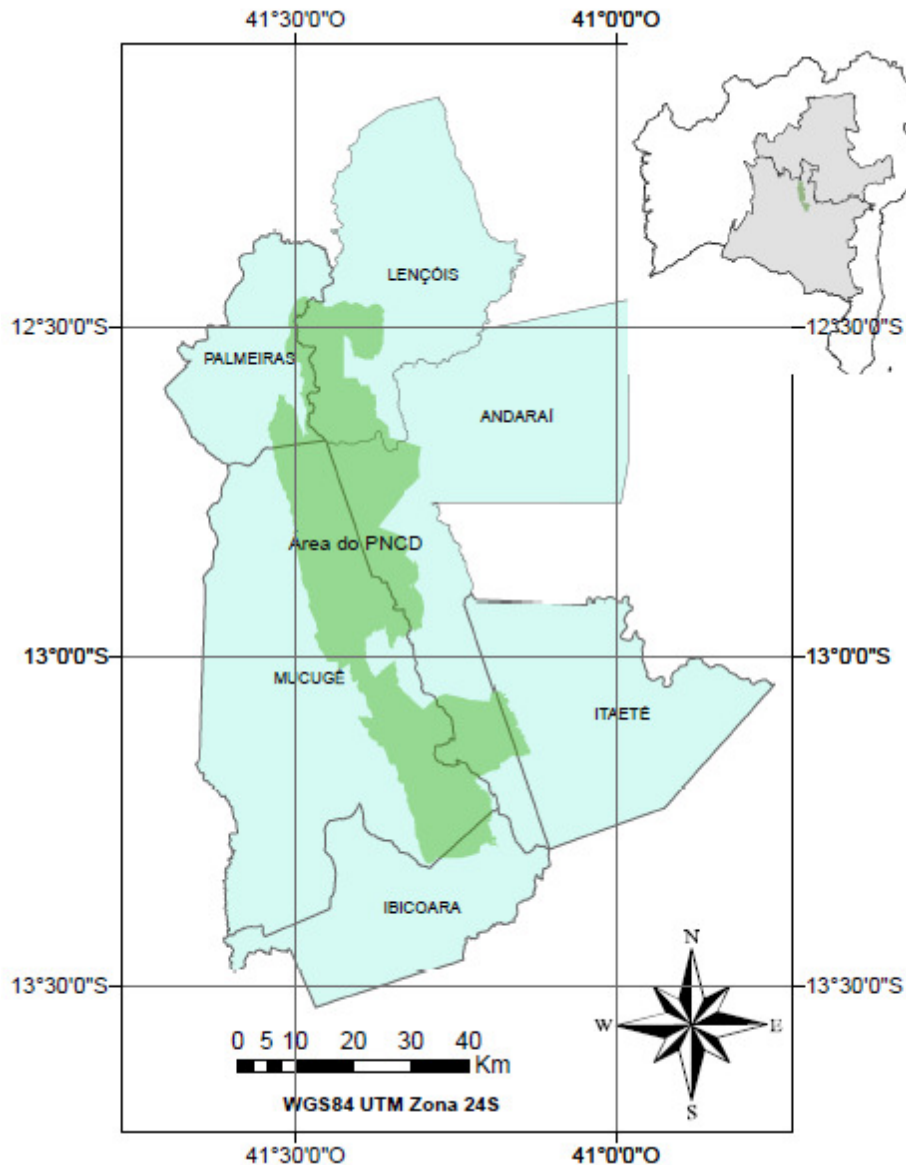 41°30'0"O 41°0'0"O
LENÇÓIS
12°30'0"S 12°30'0"S
PALMEIRAS
ANDARAÍ
Área do PNCD
13°0'0"S 13°0'0"S
MUCUGÊ
ITAETÊ
IBICOARA
13°30'0"S 13°30'0"S
N
W E
S
0 5 10 20 30 40
Km
WGS84 UTM Zona 24S
41°30'0"O 41°0'0"O